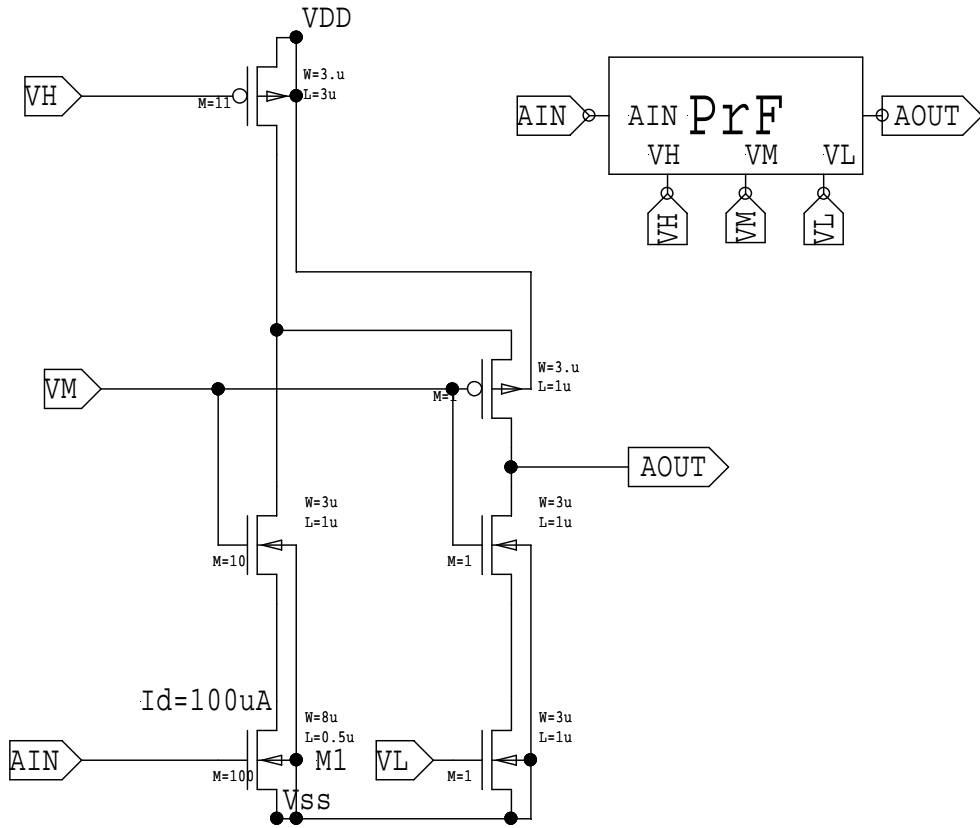 VDD
VH
M=11
W=3.u
L=3u
AIN
AIN PrF
AOUT
VH VM VL
VH VM VL
VM
M=1
W=3.u
L=1u
AOUT
W=3u
L=1u
M=10
W=3u
L=1u
M=1
Id=100uA
AIN
M=100
W=8u
L=0.5u
M1
Vss
VL
M=1
W=3u
L=1u